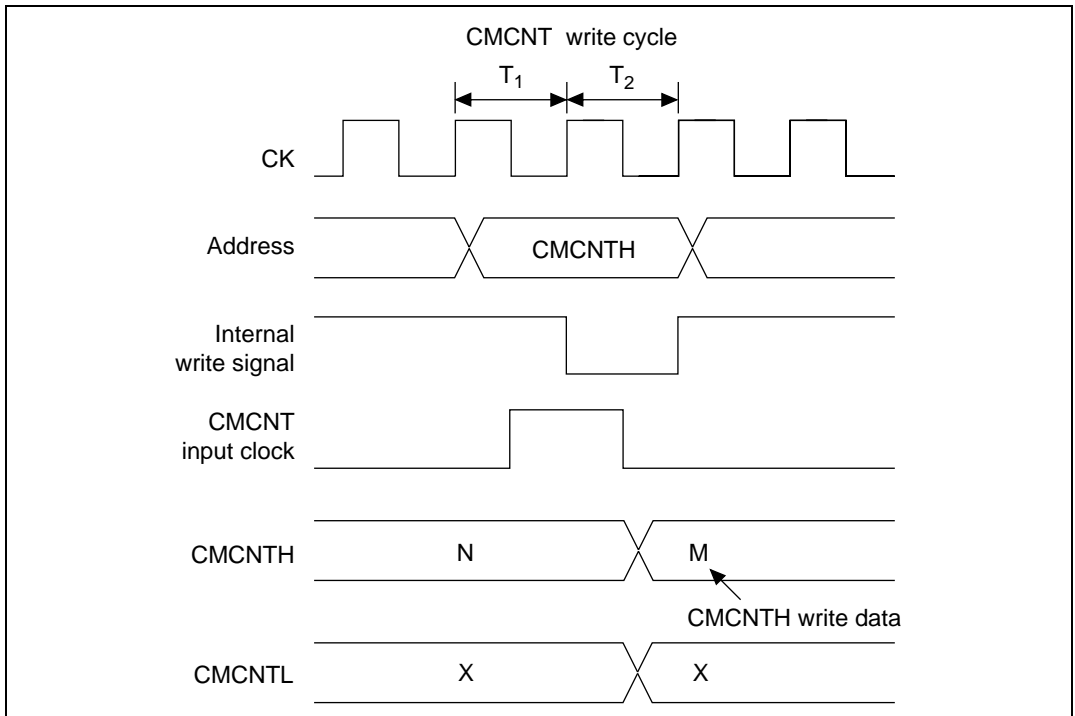 CMCNT write cycle
T1 T2
CK
Address CMCNTH
Internal
write signal
CMCNT
input clock
CMCNTH N M
CMCNTH write data
CMCNTL X X